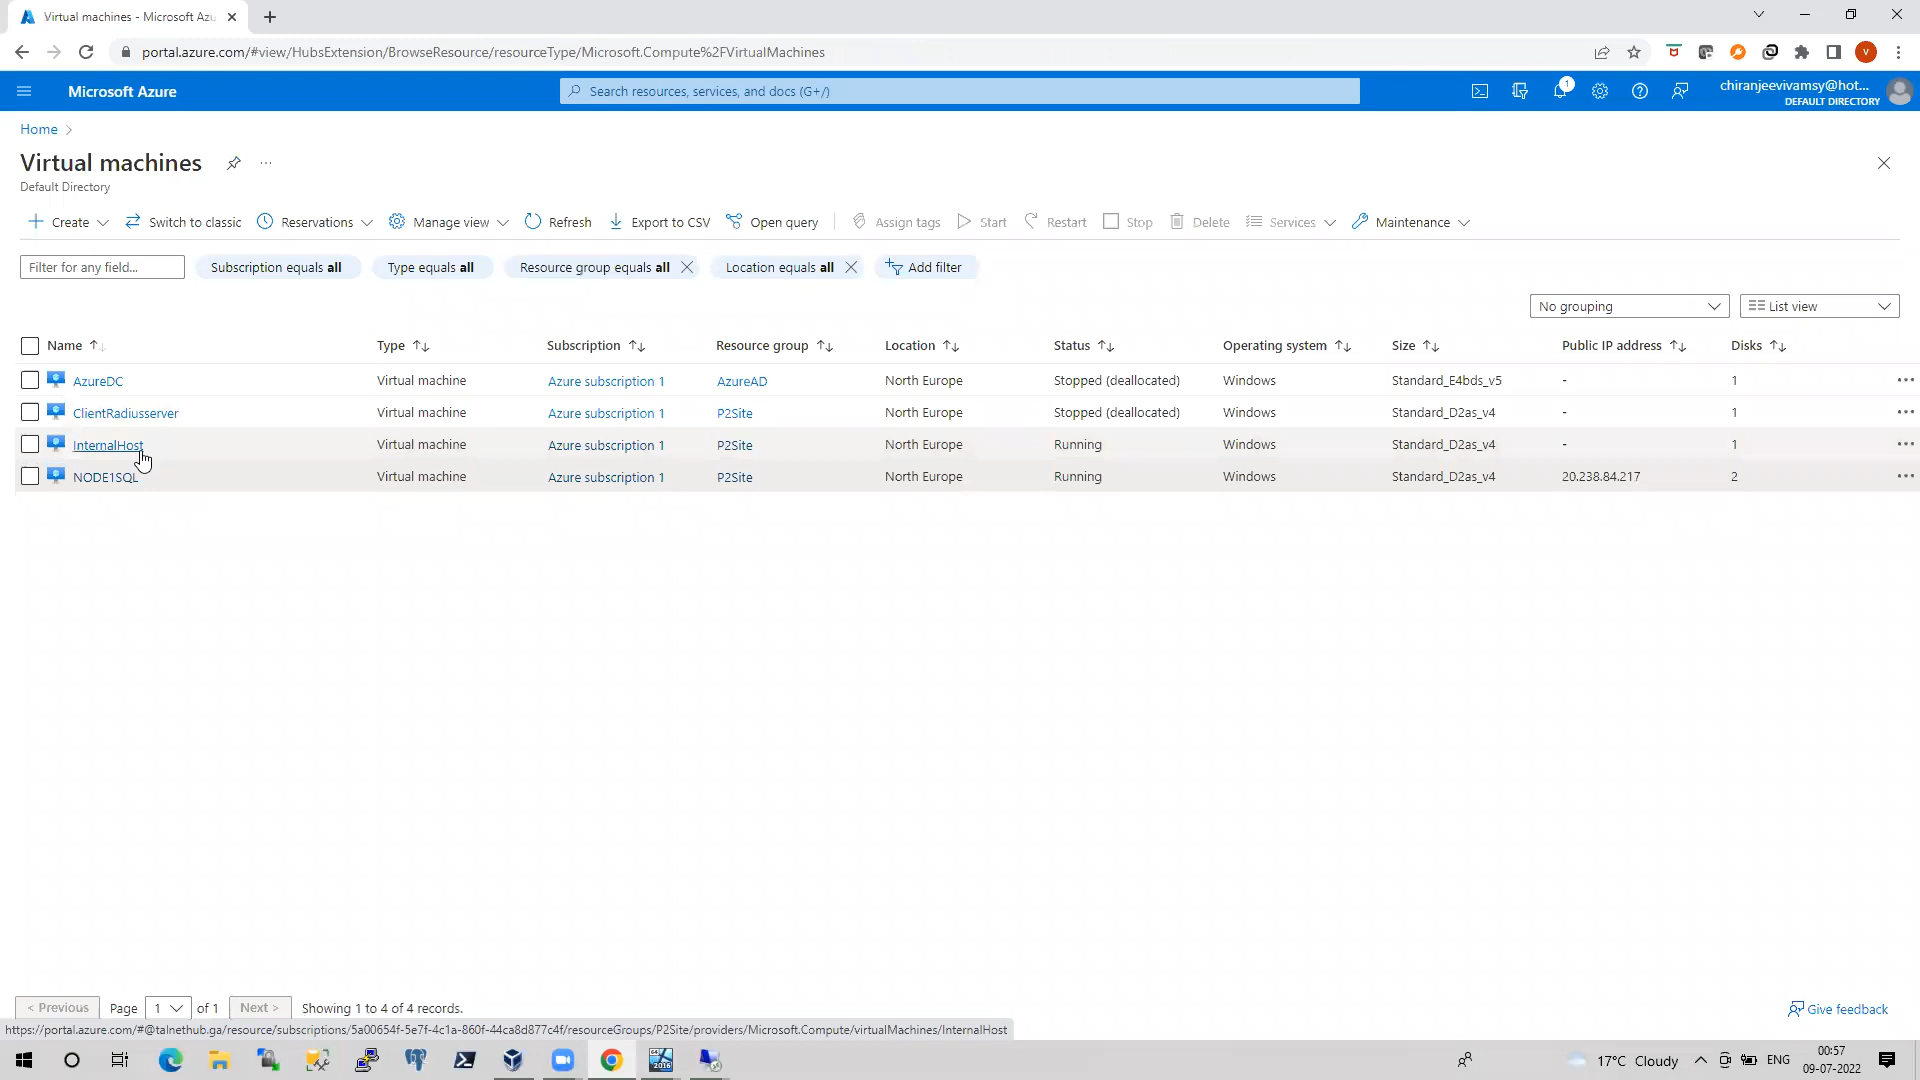 Virtual machines - Microsoft Azu
portal.azure.com/#view/HubsExtension/BrowseResource/resourceType/Microsoft.Compute%2FVirtualMachines
V
Microsoft Azure
Search resources, services, and docs (G+/)
1
chiranjeevivamsy@hot...
DEFAULT DIRECTORY
Home
Virtual machines
Default Directory
Create Switch to classic Reservations Manage view Refresh Export to CSV Open query Assign tags Start Restart Stop Delete Services Maintenance
Filter for any field... Subscription equals all Type equals all Resource group equals all Location equals all Add filter
No grouping List view
Name Type Subscription Resource group Location Status Operating system Size Public IP address Disks
AzureDC Virtual machine Azure subscription 1 AzureAD North Europe Stopped (deallocated) Windows Standard_E4bds_v5 - 1
ClientRadiusserver Virtual machine Azure subscription 1 P2Site North Europe Stopped (deallocated) Windows Standard_D2as_v4 - 1
InternalHost Virtual machine Azure subscription 1 P2Site North Europe Running Windows Standard_D2as_v4 - 1
NODE1SQL Virtual machine Azure subscription 1 P2Site North Europe Running Windows Standard_D2as_v4 20.238.84.217 2
< Previous Page 1 of 1 Next > Showing 1 to 4 of 4 records.
Give feedback
https://portal.azure.com/#@talnethub.ga/resource/subscriptions/5a00654f-5e7f-4c1a-860f-44ca8d877c4f/resourceGroups/P2Site/providers/Microsoft.Compute/virtualMachines/InternalHost
2016
17°C Cloudy
ENG
00:57
09-07-2022